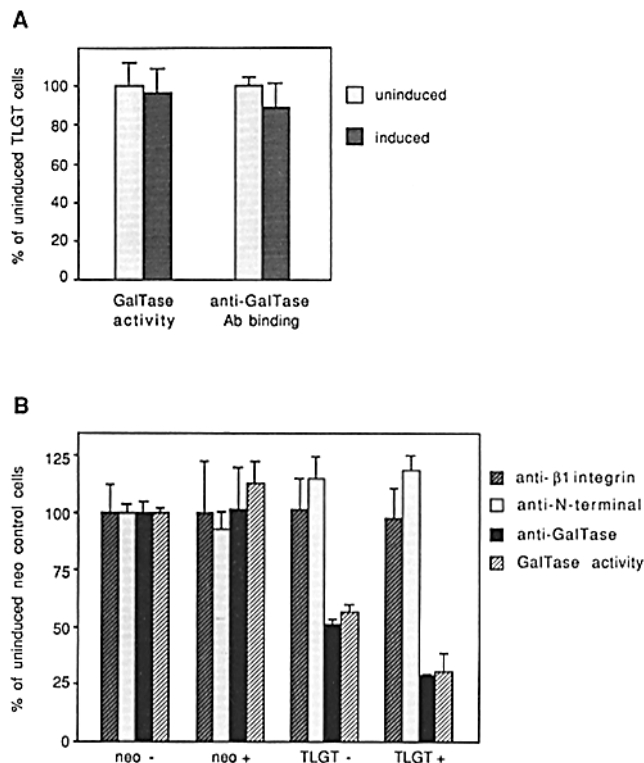 A
% of uninduced TLGT cells
100
80
60
40
20
0
GalTase
activity
anti-GalTase
Ab binding
uninduced
induced
B
% of uninduced neo control cells
125
100
75
50
25
0
neo -
neo +
TLGT -
TLGT +
anti-β1 integrin
anti-N-terminal
anti-GalTase
GalTase activity